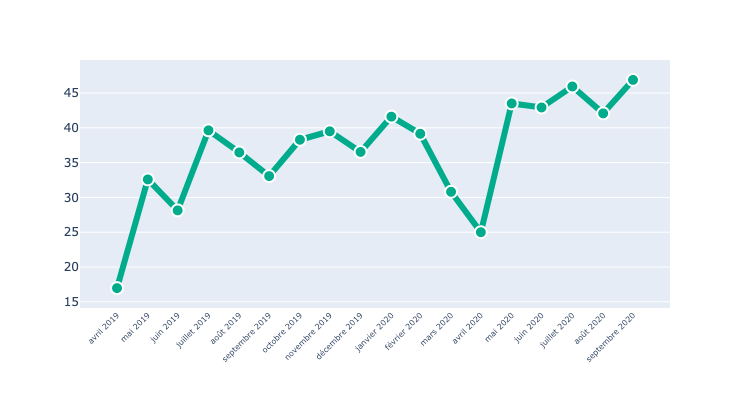 45
40
35
30
25
20
15
avril 2019
mai 2019
juin 2019
juillet 2019
août 2019
septembre 2019
octobre 2019
novembre 2019
décembre 2019
janvier 2020
février 2020
mars 2020
avril 2020
mai 2020
juin 2020
juillet 2020
août 2020
septembre 2020